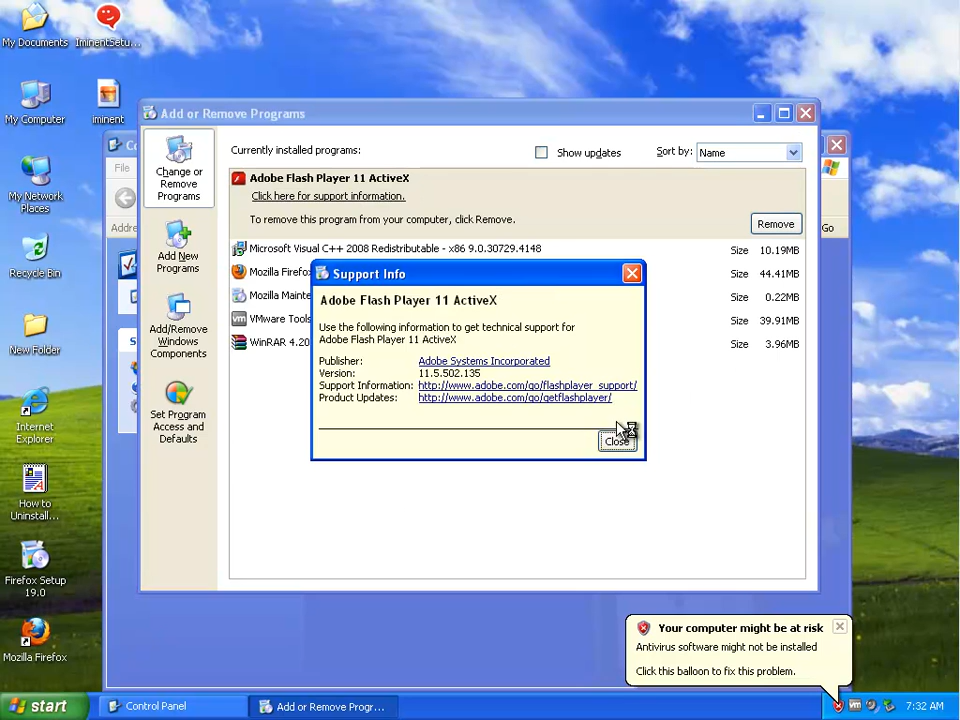 My Documents
IminentSetu...
My Computer
iminent
My Network
Places
Recycle Bin
New Folder
Internet
Explorer
How to
Uninstall...
Firefox Setup
19.0
Mozilla Firefox
File
Addre
Go
Add or Remove Programs
Change or
Remove
Programs
Add New
Programs
Add/Remove
Windows
Components
Set Program
Access and
Defaults
Currently installed programs:
Show updates
Sort by:
Name
Adobe Flash Player 11 ActiveX
Click here for support information.
To remove this program from your computer, click Remove.
Remove
Microsoft Visual C++ 2008 Redistributable - x86 9.0.30729.4148 Size 10.19MB
Mozilla Firefo Size 44.41MB
Mozilla Mainte Size 0.22MB
VMware Tools Size 39.91MB
WinRAR 4.20 Size 3.96MB
Support Info
Adobe Flash Player 11 ActiveX
Use the following information to get technical support for
Adobe Flash Player 11 ActiveX
Publisher: Adobe Systems Incorporated
Version: 11.5.502.135
Support Information: http://www.adobe.com/go/flashplayer_support/
Product Updates: http://www.adobe.com/go/getflashplayer/
Close
Your computer might be at risk
Antivirus software might not be installed
Click this balloon to fix this problem.
start
Control Panel
Add or Remove Progr...
7:32 AM